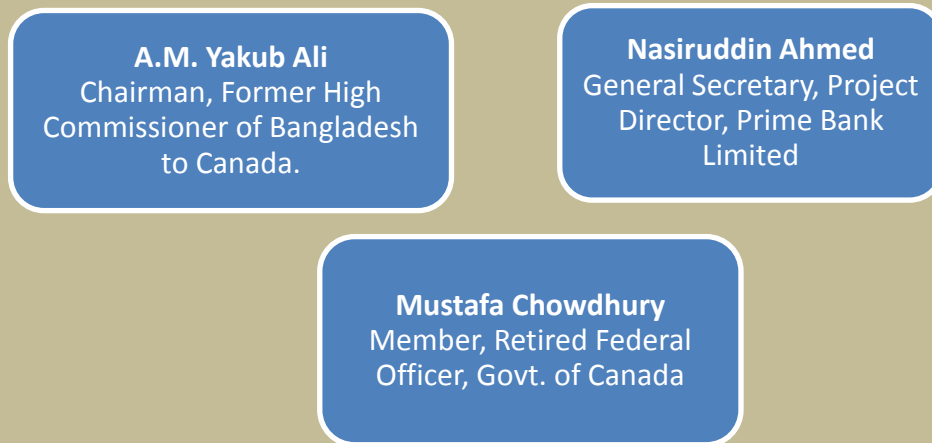 A.M. Yakub Ali
Chairman, Former High
Commissioner of Bangladesh
to Canada.
Nasiruddin Ahmed
General Secretary, Project
Director, Prime Bank
Limited
Mustafa Chowdhury
Member, Retired Federal
Officer, Govt. of Canada